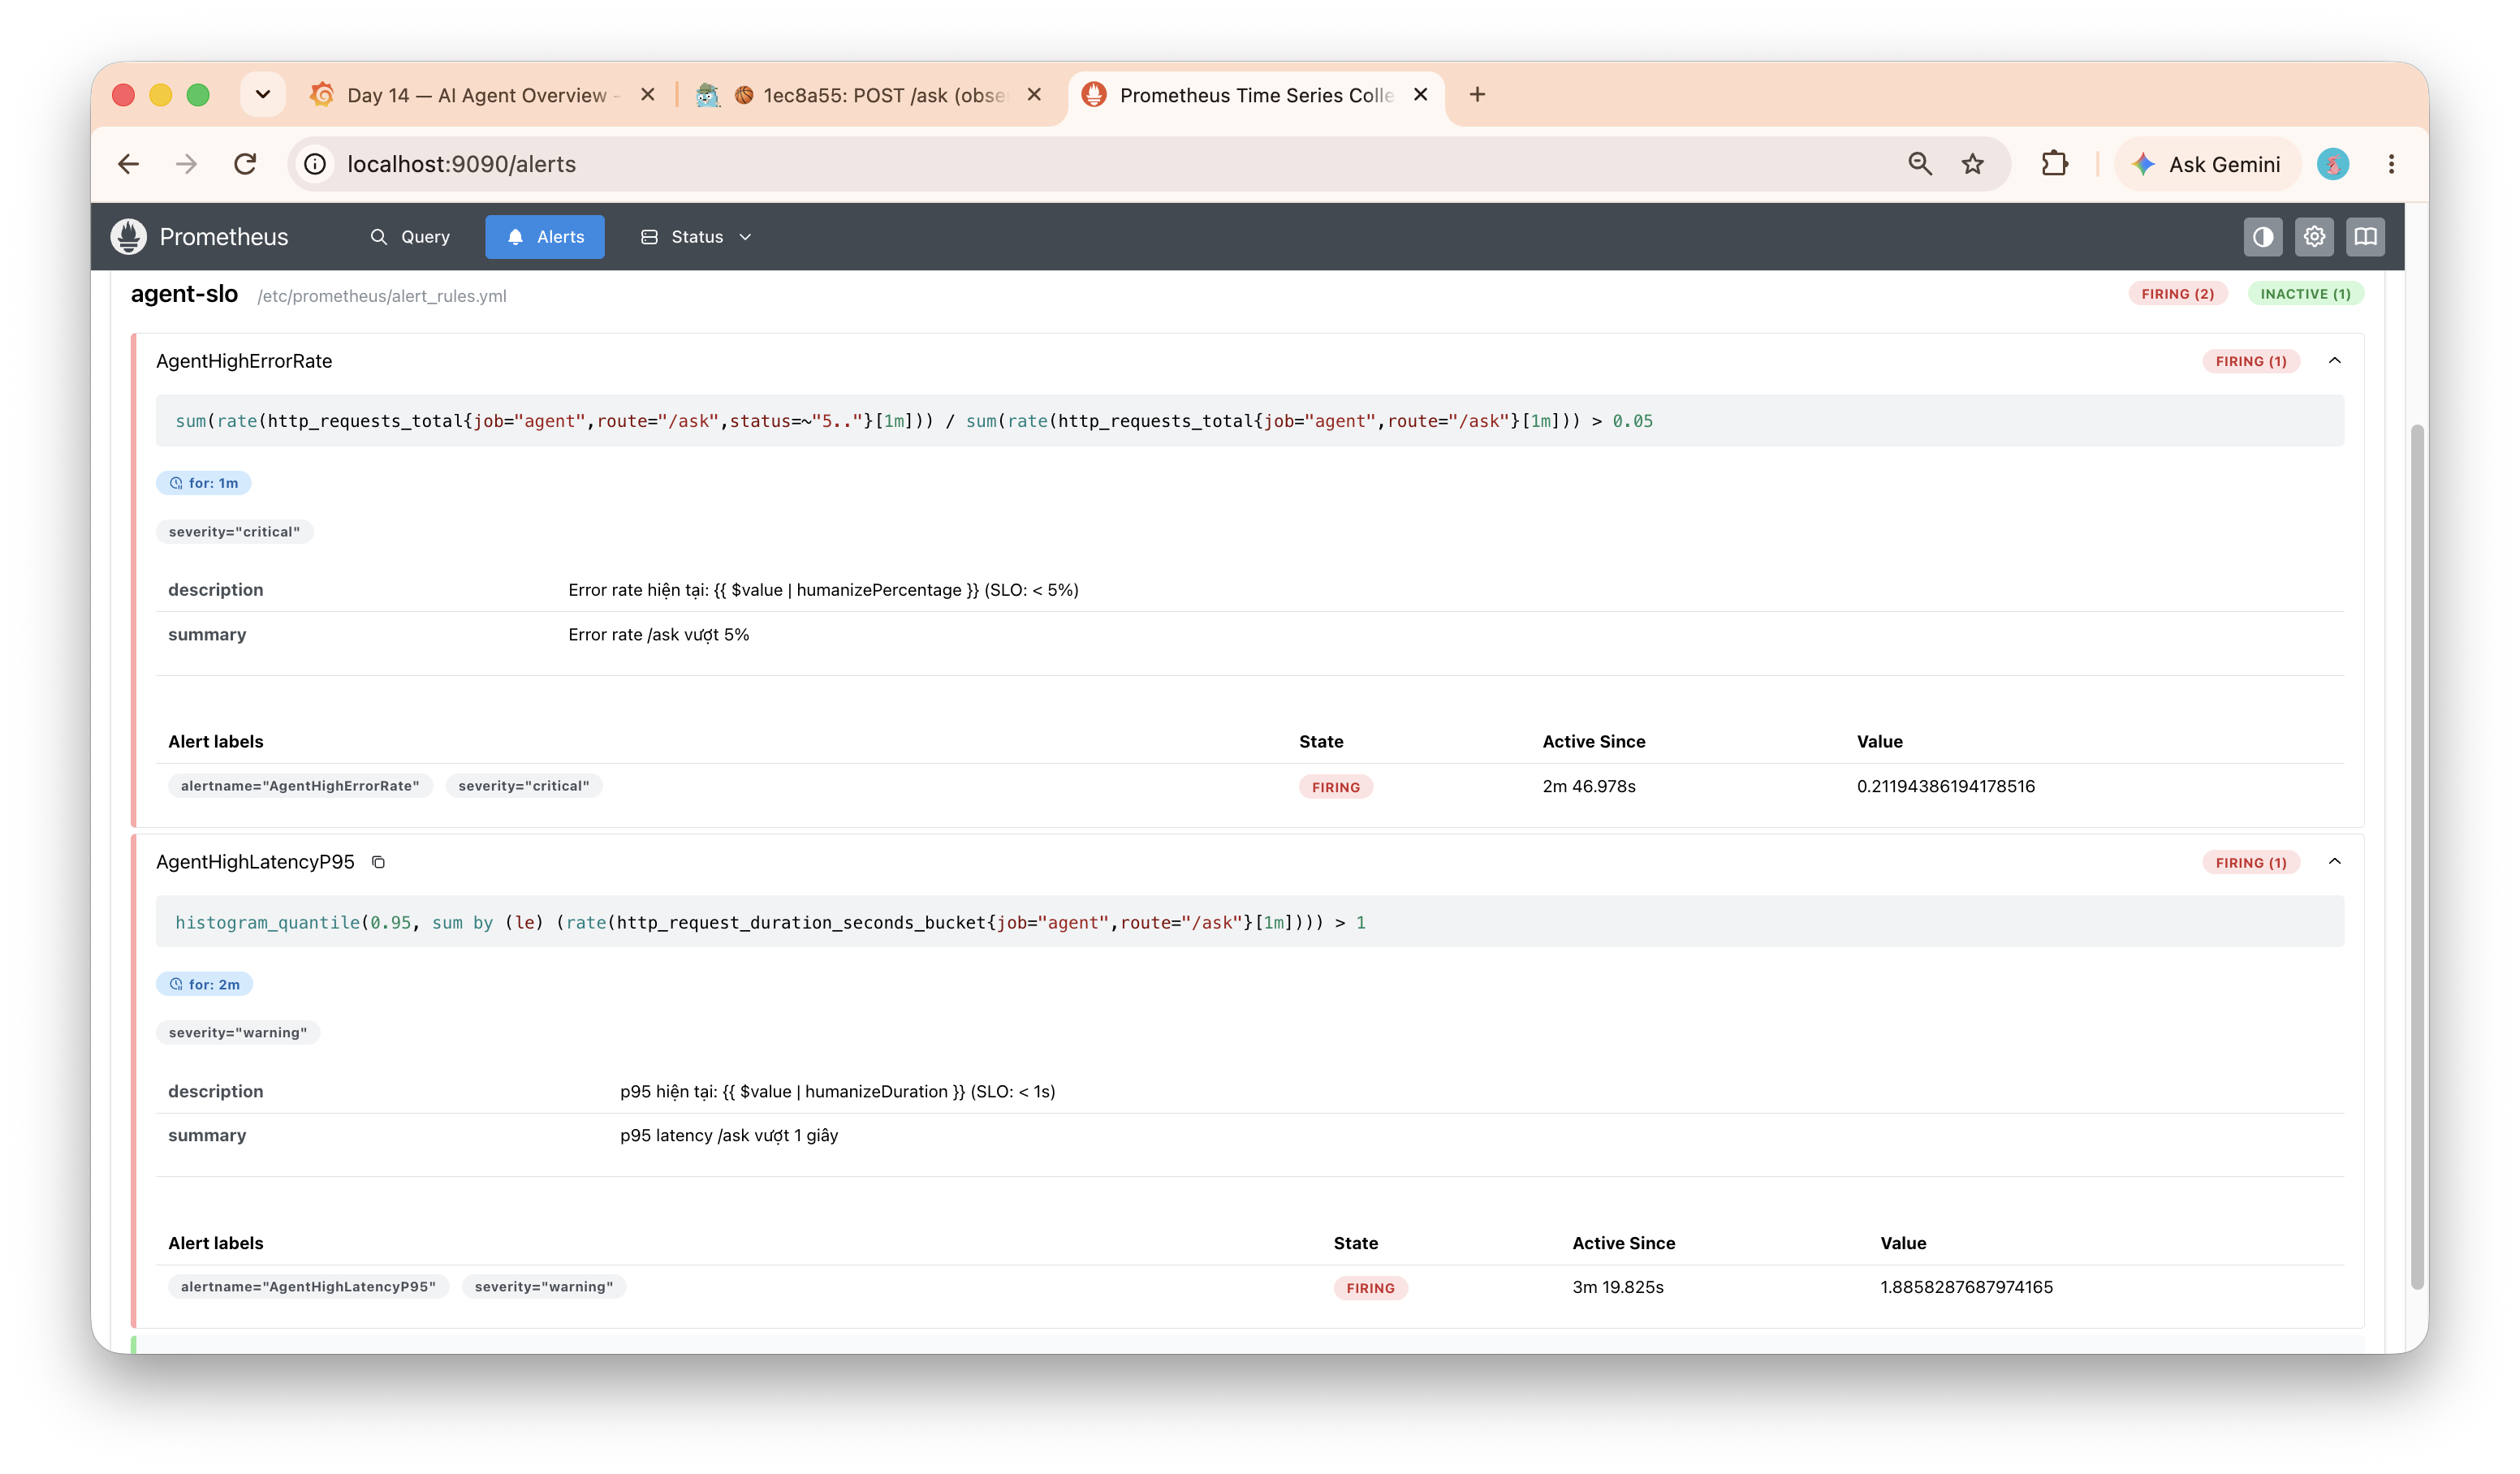 Day 14 — AI Agent Overview -
1ec8a55: POST /ask (obse
Prometheus Time Series Colle
localhost:9090/alerts
Ask Gemini
Prometheus
Query
Alerts
Status
agent-slo /etc/prometheus/alert_rules.yml
FIRING (2)
INACTIVE (1)
AgentHighErrorRate
FIRING (1)
sum(rate(http_requests_total{job="agent",route="/ask",status=~"5.."}[1m])) / sum(rate(http_requests_total{job="agent",route="/ask"}[1m])) > 0.05
for: 1m
severity="critical"
description Error rate hiện tại: {{ $value | humanizePercentage }} (SLO: < 5%)
summary Error rate /ask vượt 5%
Alert labels State Active Since Value
alertname="AgentHighErrorRate" severity="critical" FIRING 2m 46.978s 0.21194386194178516
AgentHighLatencyP95
FIRING (1)
histogram_quantile(0.95, sum by (le) (rate(http_request_duration_seconds_bucket{job="agent",route="/ask"}[1m]))) > 1
for: 2m
severity="warning"
description p95 hiện tại: {{ $value | humanizeDuration }} (SLO: < 1s)
summary p95 latency /ask vượt 1 giây
Alert labels State Active Since Value
alertname="AgentHighLatencyP95" severity="warning" FIRING 3m 19.825s 1.8858287687974165